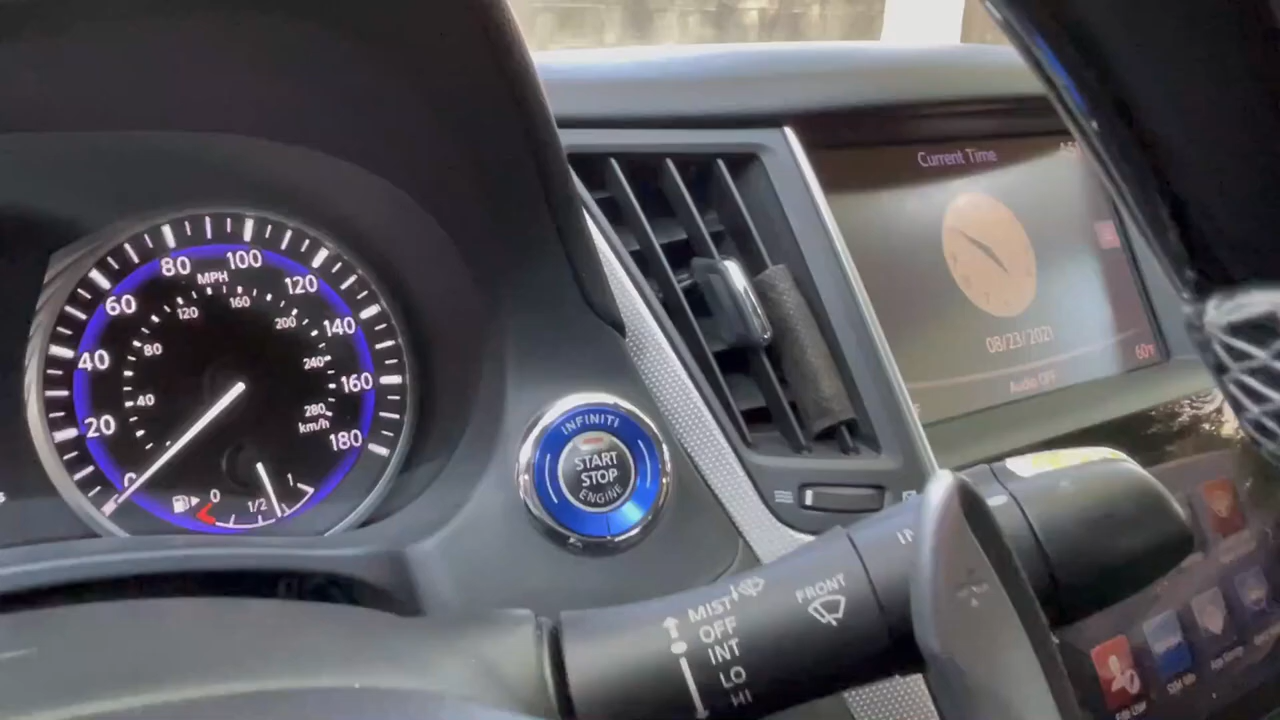 80
100
MPH
60
120
160
120
200
140
80
40
240
160
40
280
km/h
20
180
0
0
1/2
1
INFINITI
START
STOP
ENGINE
Current Time
08/23/2021
60°F
Audio OFF
MIST
OFF
INT
LO
HI
FRONT